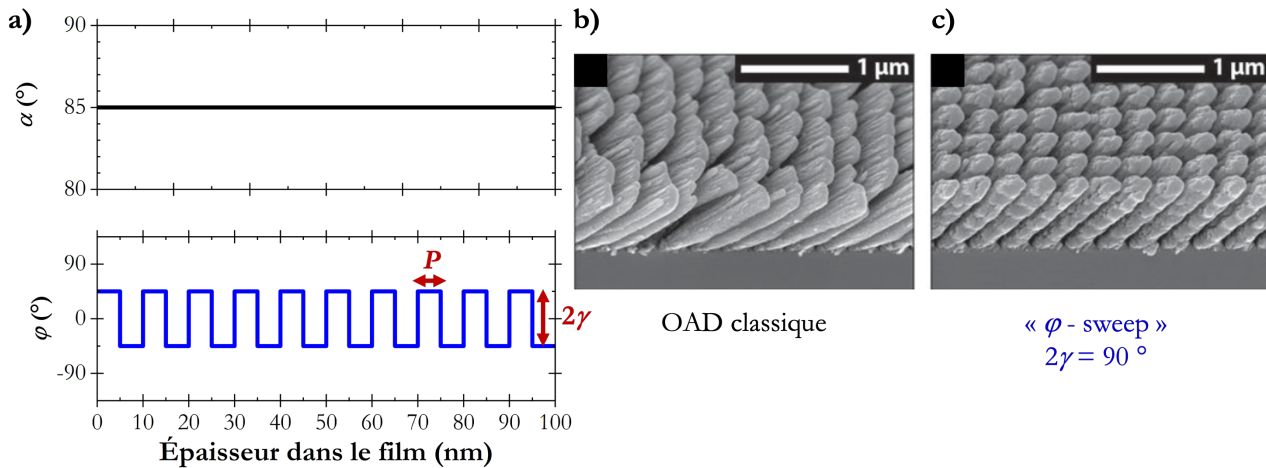 a)
90
85
80
α (°)
90
0
-90
φ (°)
P
2γ
0 10 20 30 40 50 60 70 80 90 100
Épaisseur dans le film (nm)
b)
1 µm
OAD classique
c)
1 µm
« φ - sweep »
2γ = 90 °